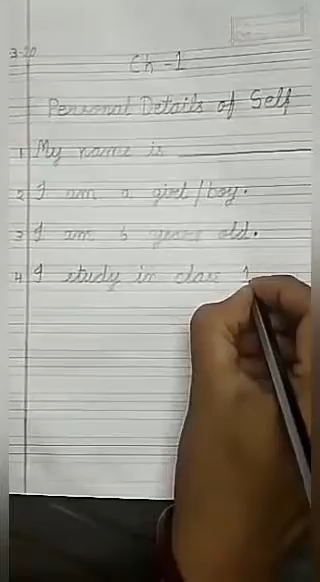 3-20
Ch - 1
Personal Details of Self
1 My name is
2 I am a girl/boy.
3 I am 6 years old.
4 I study in class 1